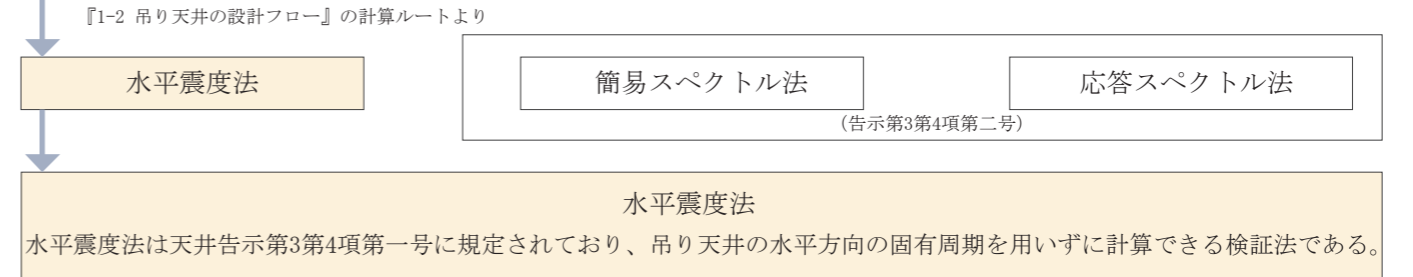 『1-2 吊り天井の設計フロー』の計算ルートより
水平震度法
簡易スペクトル法
応答スペクトル法
(告示第3第4項第二号)
水平震度法
水平震度法は天井告示第3第4項第一号に規定されており、吊り天井の水平方向の固有周期を用いずに計算できる検証法である。